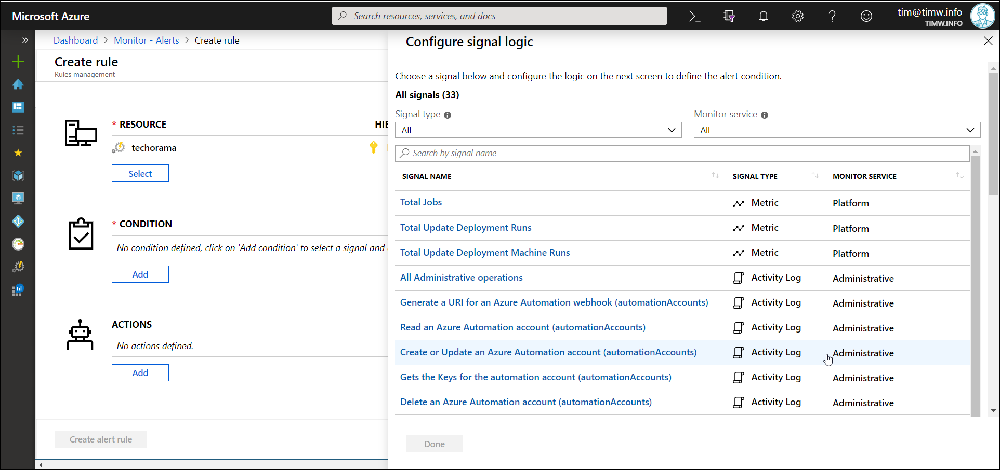 Microsoft Azure
Search resources, services, and docs
tim@timw.info
TIMW.INFO
Dashboard > Monitor - Alerts > Create rule
Create rule
Rules management
* RESOURCE
HIE
techorama
Select
* CONDITION
No condition defined, click on 'Add condition' to select a signal and
Add
ACTIONS
No actions defined.
Add
Create alert rule
Configure signal logic
Choose a signal below and configure the logic on the next screen to define the alert condition.
All signals (33)
Signal type
Monitor service
All
All
Search by signal name
SIGNAL NAME SIGNAL TYPE MONITOR SERVICE
Total Jobs Metric Platform
Total Update Deployment Runs Metric Platform
Total Update Deployment Machine Runs Metric Platform
All Administrative operations Activity Log Administrative
Generate a URI for an Azure Automation webhook (automationAccounts) Activity Log Administrative
Read an Azure Automation account (automationAccounts) Activity Log Administrative
Create or Update an Azure Automation account (automationAccounts) Activity Log Administrative
Gets the Keys for the automation account (automationAccounts) Activity Log Administrative
Delete an Azure Automation account (automationAccounts) Activity Log Administrative
Done